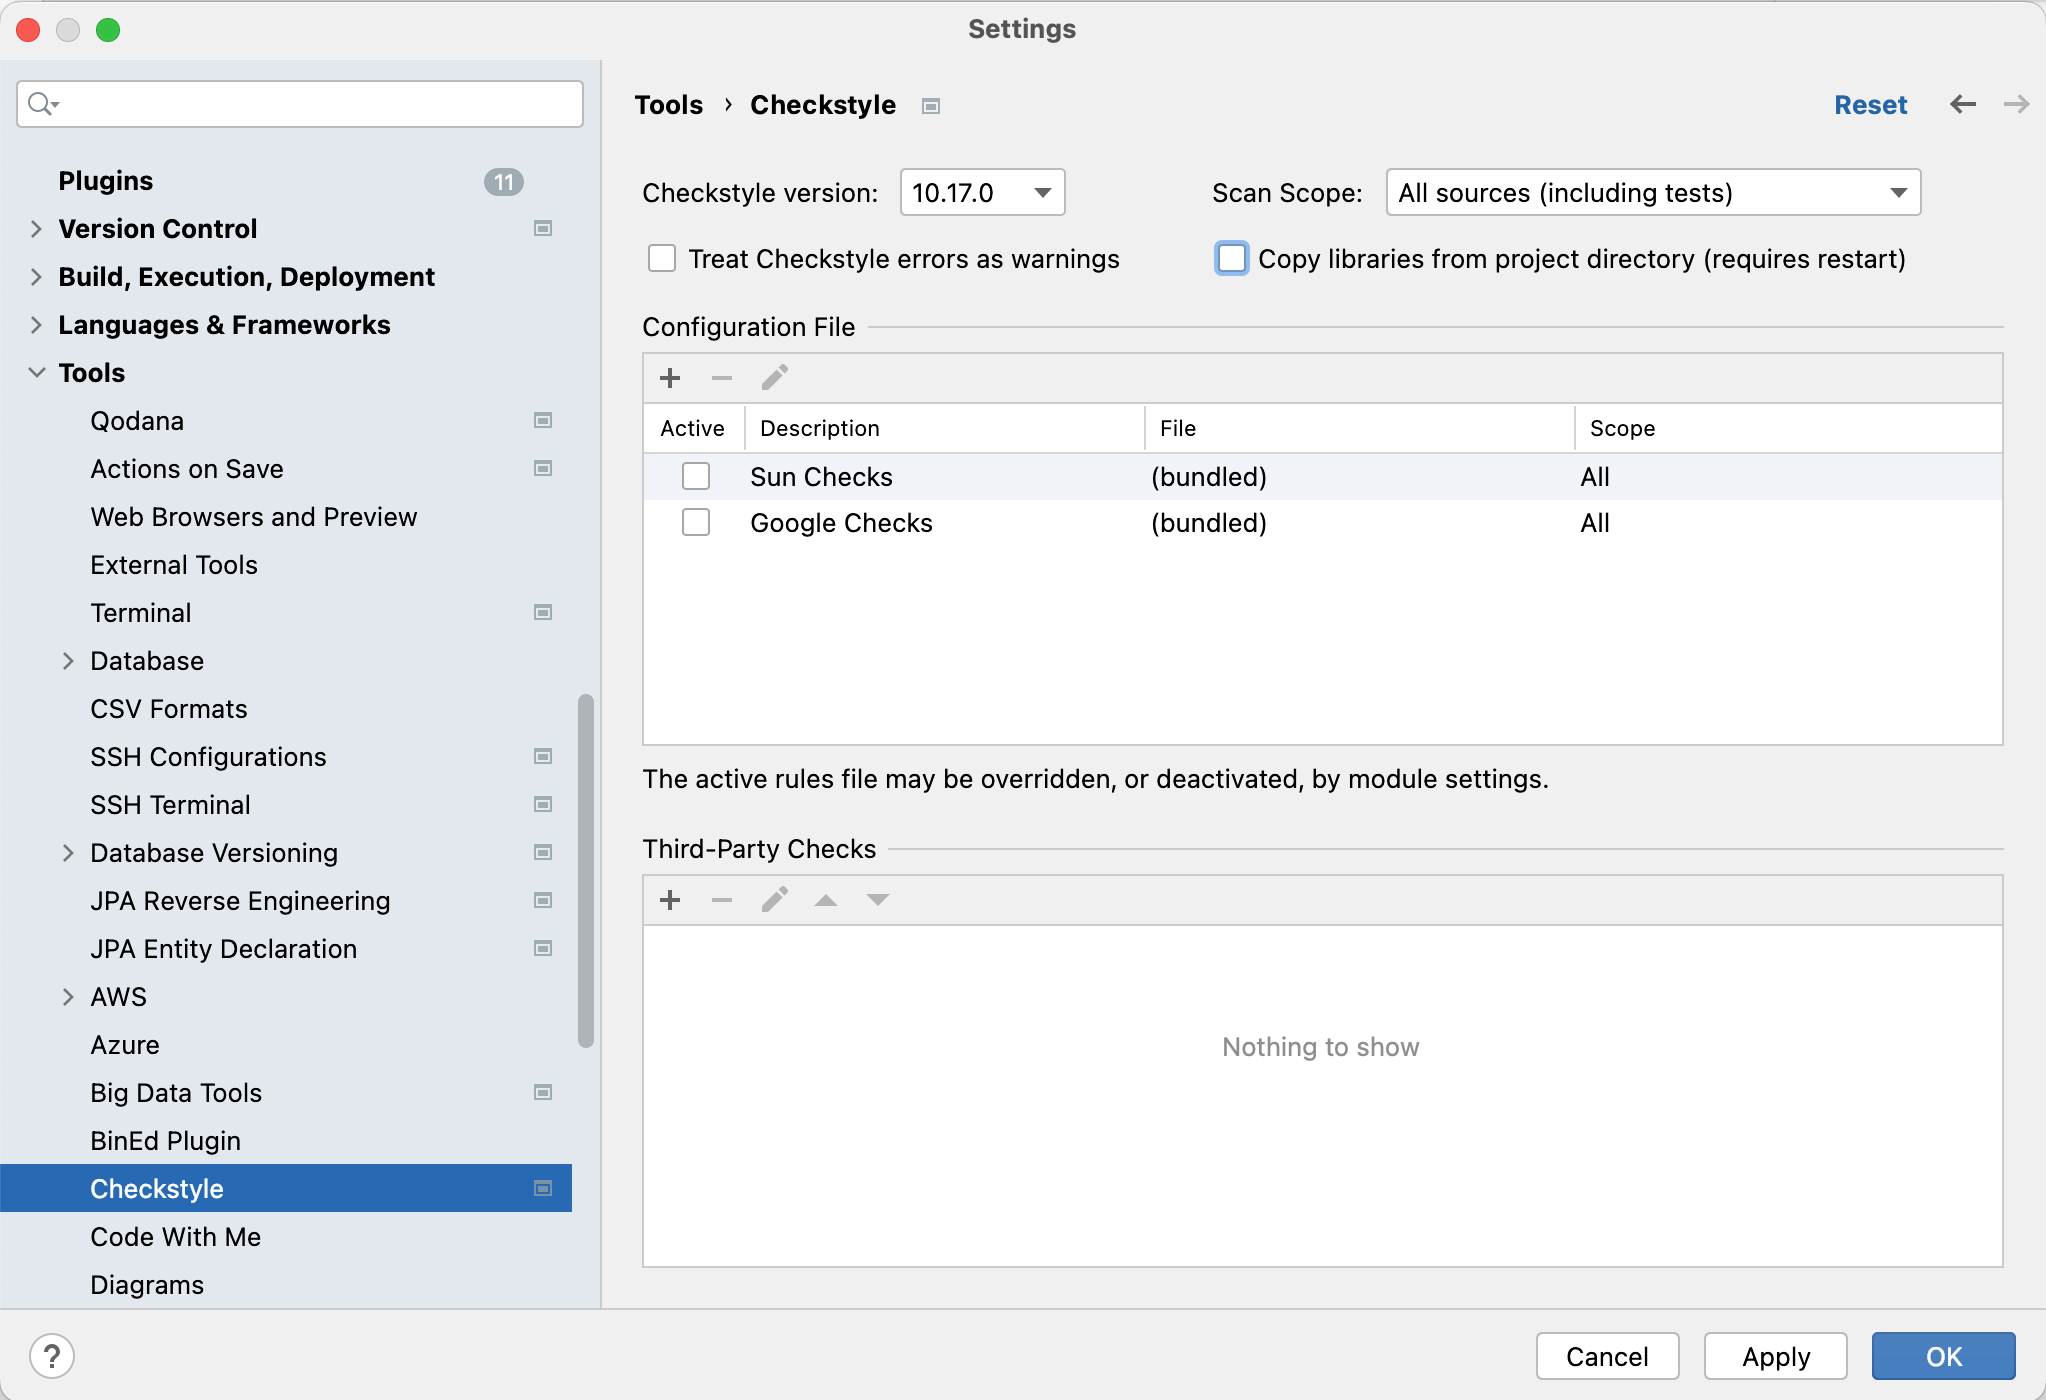 Settings
Plugins 11
Version Control
Build, Execution, Deployment
Languages & Frameworks
Tools
Qodana
Actions on Save
Web Browsers and Preview
External Tools
Terminal
Database
CSV Formats
SSH Configurations
SSH Terminal
Database Versioning
JPA Reverse Engineering
JPA Entity Declaration
AWS
Azure
Big Data Tools
BinEd Plugin
Checkstyle
Code With Me
Diagrams
Tools › Checkstyle
Reset
Checkstyle version: 10.17.0
Scan Scope: All sources (including tests)
Treat Checkstyle errors as warnings
Copy libraries from project directory (requires restart)
Configuration File
Active Description File Scope
Sun Checks (bundled) All
Google Checks (bundled) All
The active rules file may be overridden, or deactivated, by module settings.
Third-Party Checks
Nothing to show
?
Cancel
Apply
OK